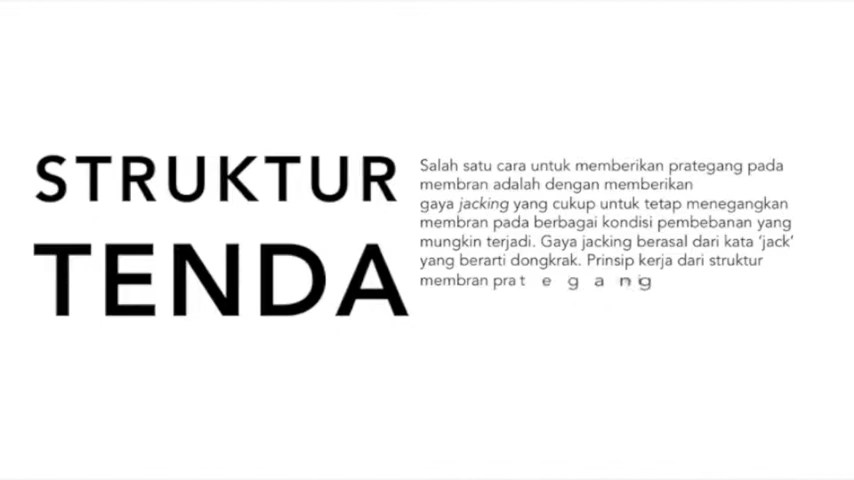 STRUKTUR
TENDA
Salah satu cara untuk memberikan prategang pada
membran adalah dengan memberikan
gaya jacking yang cukup untuk tetap menegangkan
membran pada berbagai kondisi pembebanan yang
mungkin terjadi. Gaya jacking berasal dari kata ‘jack’
yang berarti dongkrak. Prinsip kerja dari struktur
membran prategang